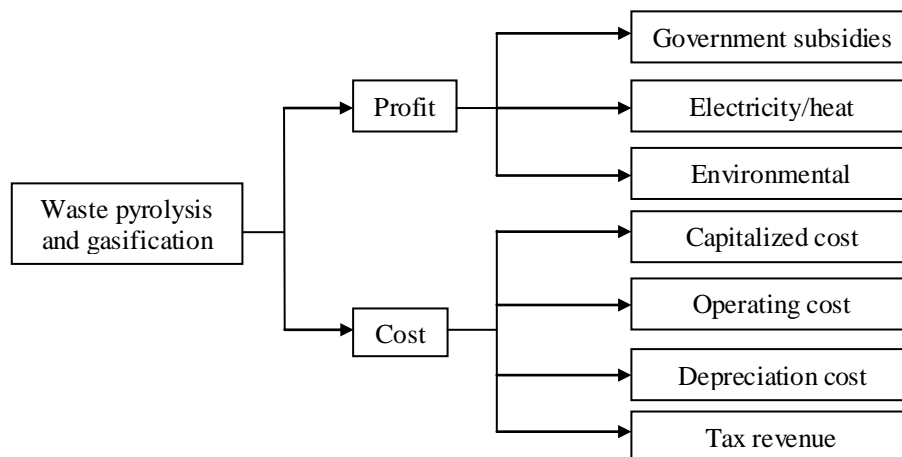 Government subsidies
Profit
Electricity/heat
Environmental
Waste pyrolysis
and gasification
Capitalized cost
Operating cost
Cost
Depreciation cost
Tax revenue